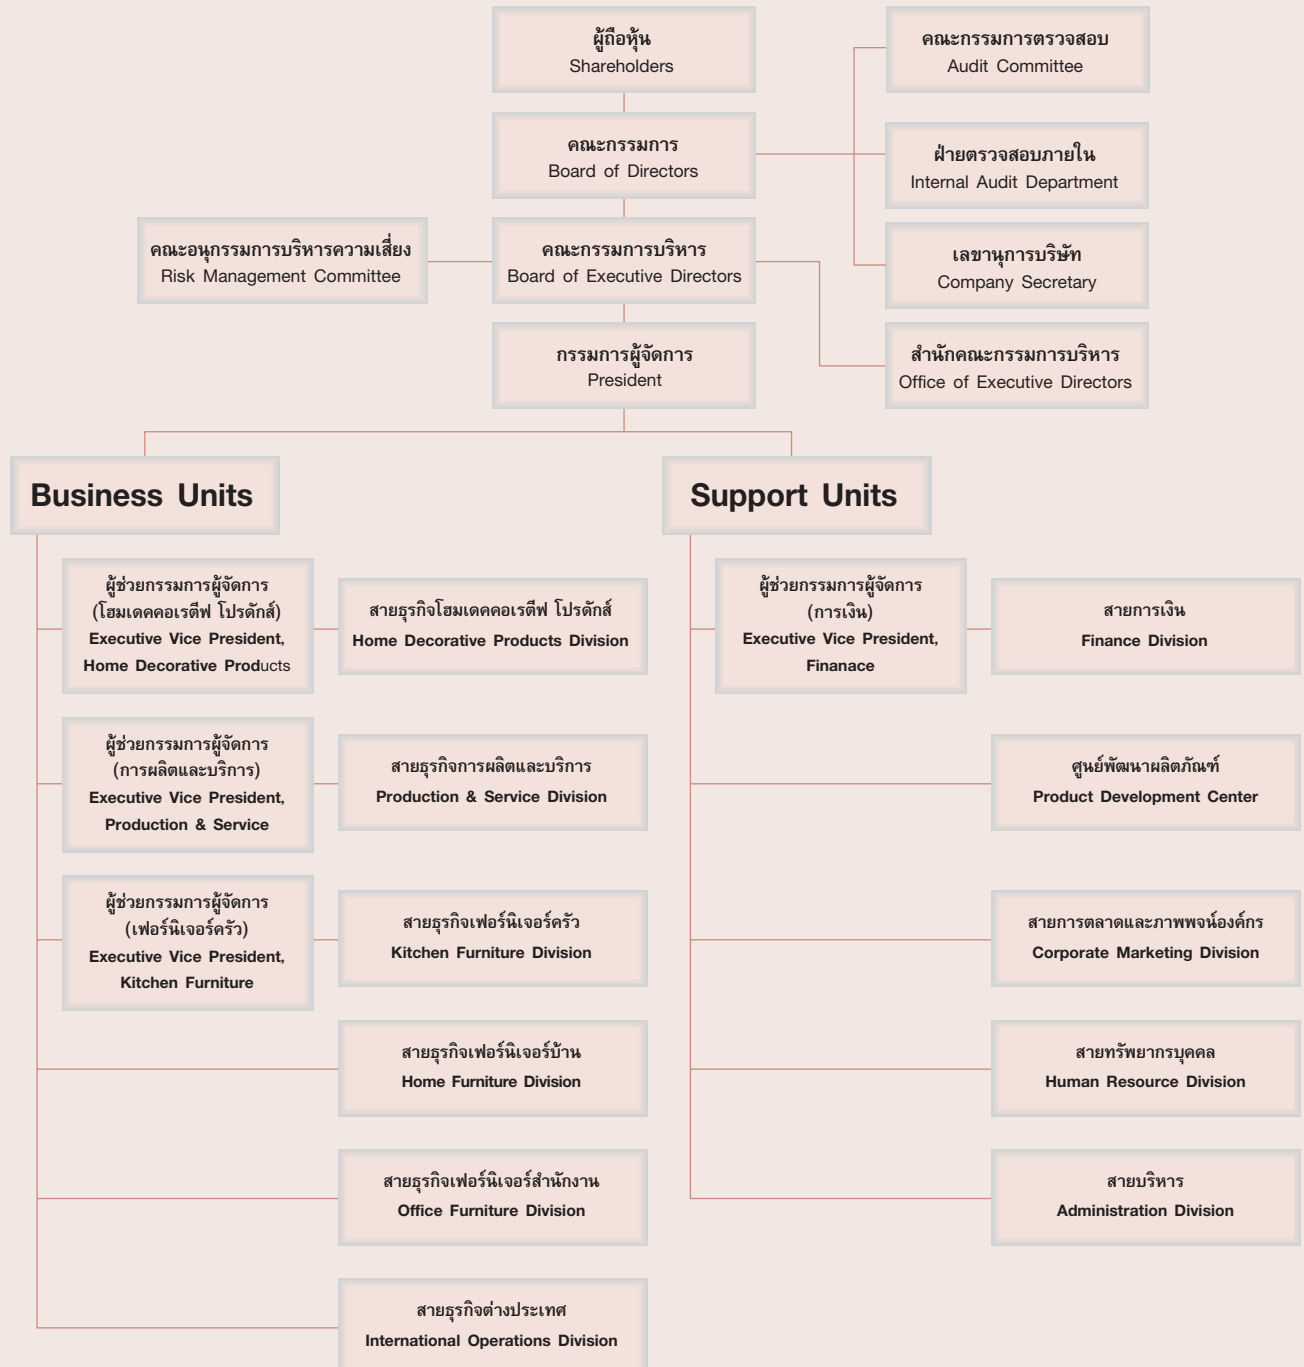 ผู้ถือหุ้น
Shareholders
คณะกรรมการตรวจสอบ
Audit Committee
คณะกรรมการ
Board of Directors
ฝ่ายตรวจสอบภายใน
Internal Audit Department
คณะอนุกรรมการบริหารความเสี่ยง
Risk Management Committee
คณะกรรมการบริหาร
Board of Executive Directors
เลขานุการบริษัท
Company Secretary
กรรมการผู้จัดการ
President
สำนักคณะกรรมการบริหาร
Office of Executive Directors
Business Units
ผู้ช่วยกรรมการผู้จัดการ
(โฮมเดคคอเรตีฟ โปรดักส์)
Executive Vice President,
Home Decorative Products
สายธุรกิจโฮมเดคคอเรตีฟ โปรดักส์
Home Decorative Products Division
ผู้ช่วยกรรมการผู้จัดการ
(การผลิตและบริการ)
Executive Vice President,
Production & Service
สายธุรกิจการผลิตและบริการ
Production & Service Division
ผู้ช่วยกรรมการผู้จัดการ
(เฟอร์นิเจอร์ครัว)
Executive Vice President,
Kitchen Furniture
สายธุรกิจเฟอร์นิเจอร์ครัว
Kitchen Furniture Division
สายธุรกิจเฟอร์นิเจอร์บ้าน
Home Furniture Division
สายธุรกิจเฟอร์นิเจอร์สำนักงาน
Office Furniture Division
สายธุรกิจต่างประเทศ
International Operations Division
Support Units
ผู้ช่วยกรรมการผู้จัดการ
(การเงิน)
Executive Vice President,
Finanace
สายการเงิน
Finance Division
ศูนย์พัฒนาผลิตภัณฑ์
Product Development Center
สายการตลาดและภาพพจน์องค์กร
Corporate Marketing Division
สายทรัพยากรบุคคล
Human Resource Division
สายบริหาร
Administration Division